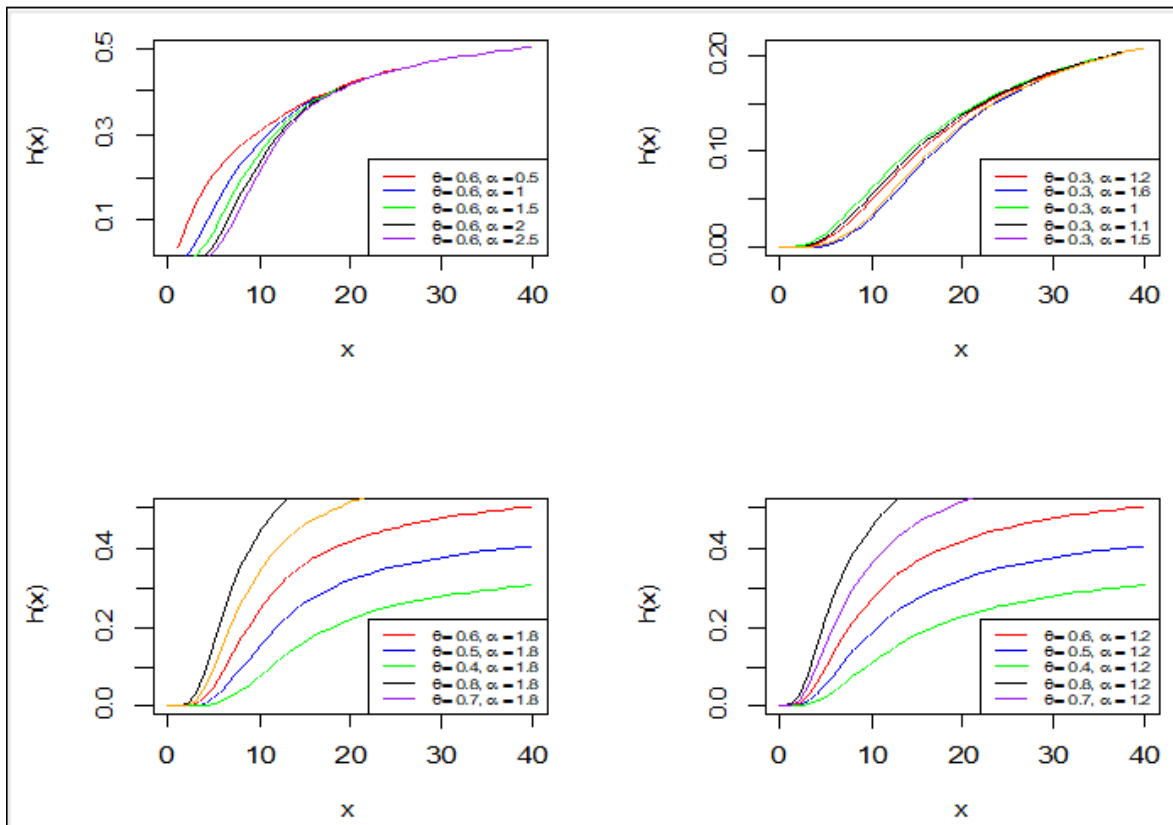 h(x)
0.1 0.3 0.5
0 10 20 30 40
x
θ= 0.6, α = 0.5
θ= 0.6, α = 1
θ= 0.6, α = 1.5
θ= 0.6, α = 2
θ= 0.6, α = 2.5
h(x)
0.00 0.10 0.20
0 10 20 30 40
x
θ= 0.3, α = 1.2
θ= 0.3, α = 1.6
θ= 0.3, α = 1
θ= 0.3, α = 1.1
θ= 0.3, α = 1.5
h(x)
0.0 0.2 0.4
0 10 20 30 40
x
θ= 0.6, α = 1.8
θ= 0.5, α = 1.8
θ= 0.4, α = 1.8
θ= 0.8, α = 1.8
θ= 0.7, α = 1.8
h(x)
0.0 0.2 0.4
0 10 20 30 40
x
θ= 0.6, α = 1.2
θ= 0.5, α = 1.2
θ= 0.4, α = 1.2
θ= 0.8, α = 1.2
θ= 0.7, α = 1.2